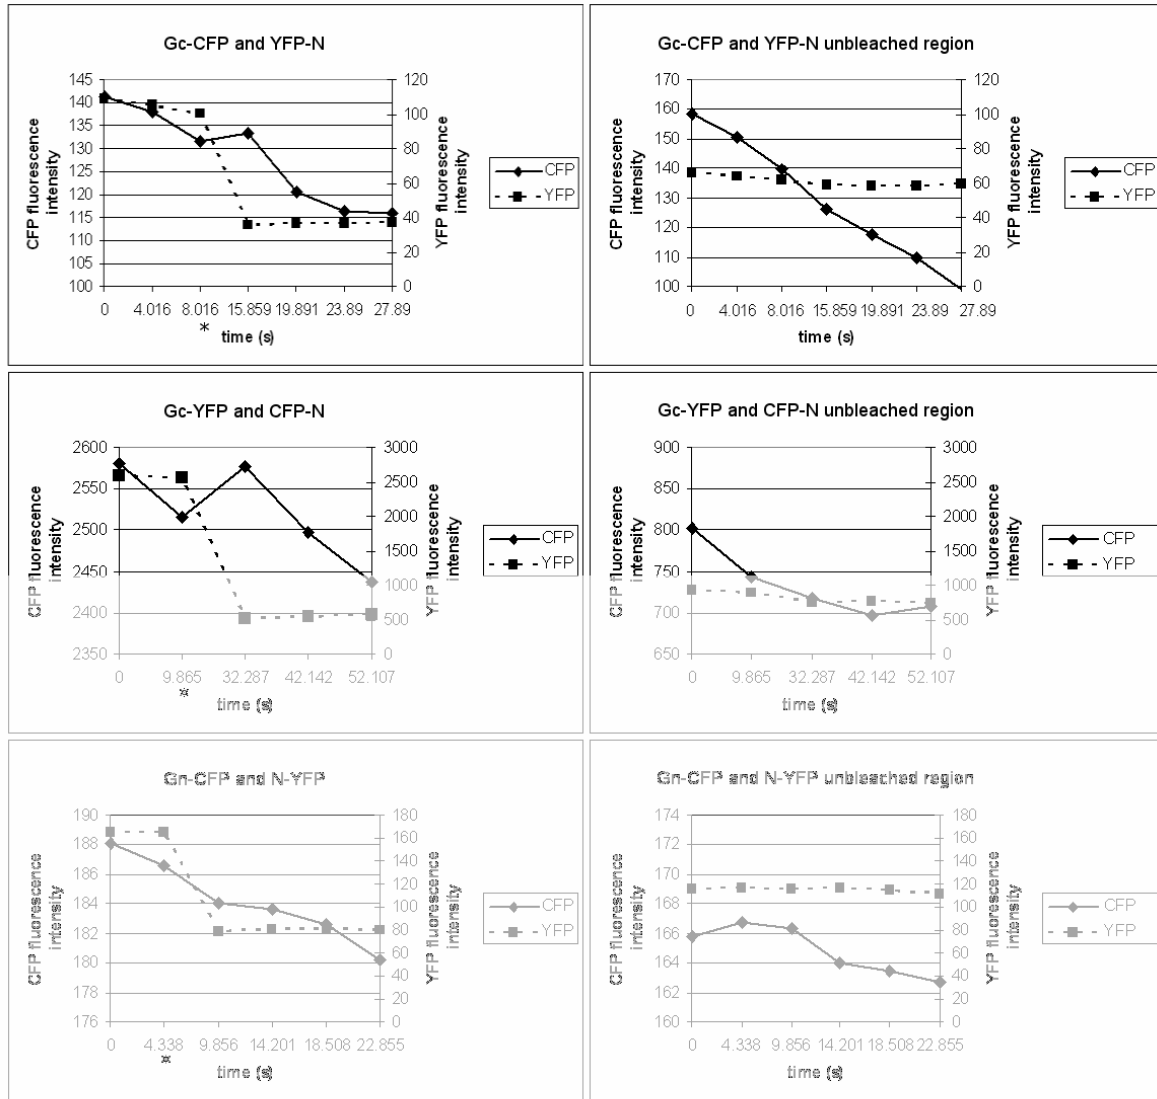 Gc-CFP and YFP-N
CFP fluorescence
intensity
145
140
135
130
125
120
115
110
105
100
120
100
80
60
40
20
0
YFP fluorescence
intensity
CFP
YFP
0 4.016 8.016 15.859 19.891 23.89 27.89
*
time (s)
Gc-CFP and YFP-N unbleached region
CFP fluorescence
intensity
170
160
150
140
130
120
110
100
120
100
80
60
40
20
0
YFP fluorescence
intensity
CFP
YFP
0 4.016 8.016 15.859 19.891 23.89 27.89
time (s)
Gc-YFP and CFP-N
CFP fluorescence
intensity
2600
2550
2500
2450
2400
2350
3000
2500
2000
1500
1000
500
0
YFP fluorescence
intensity
CFP
YFP
0 9.865 32.287 42.142 52.107
*
time (s)
Gc-YFP and CFP-N unbleached region
CFP fluorescence
intensity
900
850
800
750
700
650
3000
2500
2000
1500
1000
500
0
YFP fluorescence
intensity
CFP
YFP
0 9.865 32.287 42.142 52.107
time (s)
Gn-CFP and N-YFP
CFP fluorescence
intensity
190
188
186
184
182
180
178
176
180
160
140
120
100
80
60
40
20
0
YFP fluorescence
intensity
CFP
YFP
0 4.338 9.856 14.201 18.508 22.855
*
time (s)
Gn-CFP and N-YFP unbleached region
CFP fluorescence
intensity
174
172
170
168
166
164
162
160
180
160
140
120
100
80
60
40
20
0
YFP fluorescence
intensity
CFP
YFP
0 4.338 9.856 14.201 18.508 22.855
time (s)